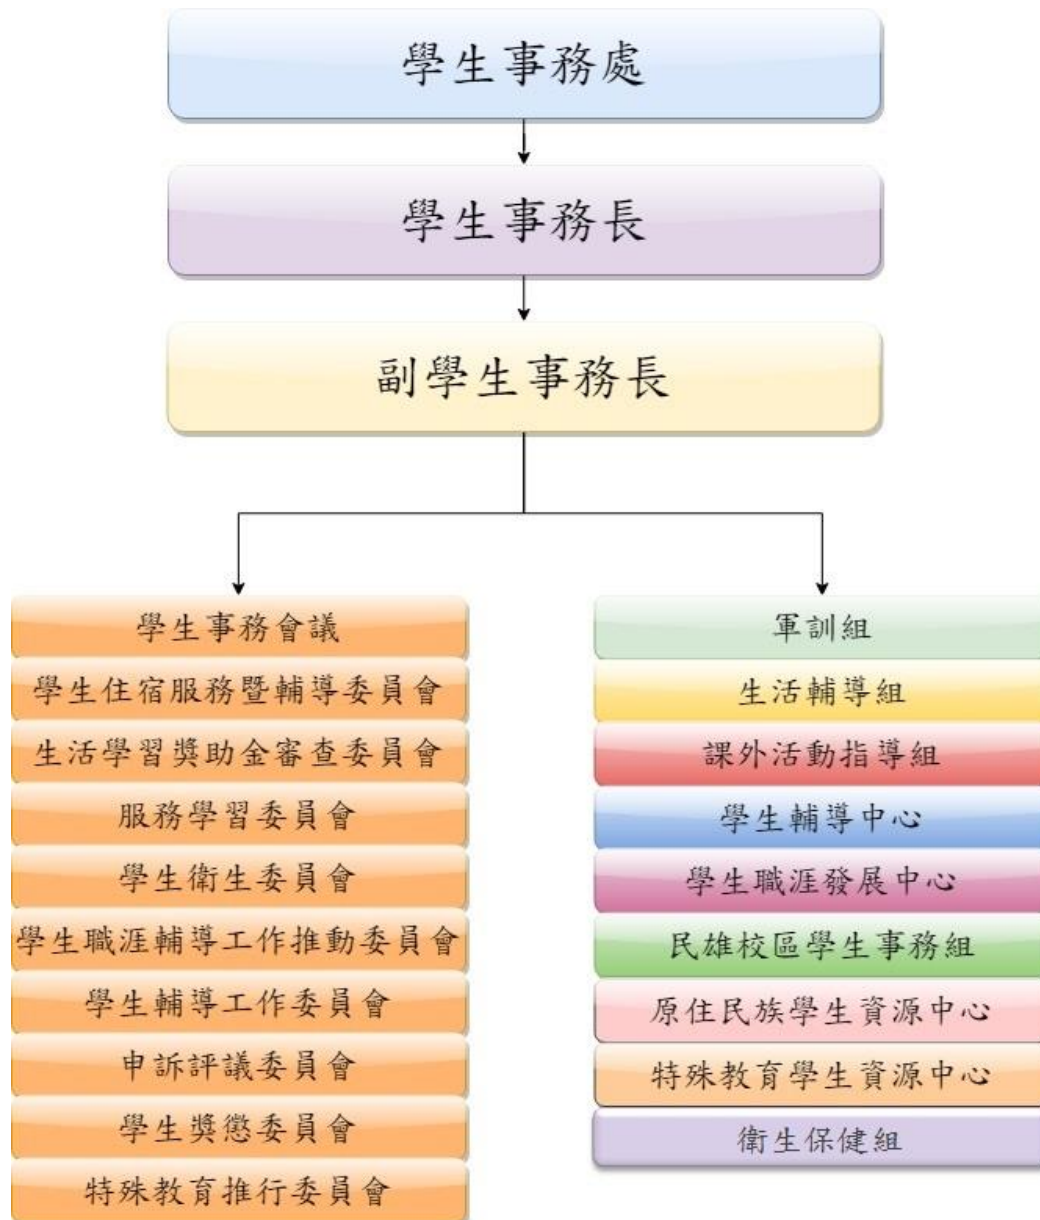 學生事務處
學生事務長
副學生事務長
學生事務會議
學生住宿服務暨輔導委員會
生活學習獎助金審查委員會
服務學習委員會
學生衛生委員會
學生職涯輔導工作推動委員會
學生輔導工作委員會
申訴評議委員會
學生獎懲委員會
特殊教育推行委員會
軍訓組
生活輔導組
課外活動指導組
學生輔導中心
學生職涯發展中心
民雄校區學生事務組
原住民族學生資源中心
特殊教育學生資源中心
衛生保健組